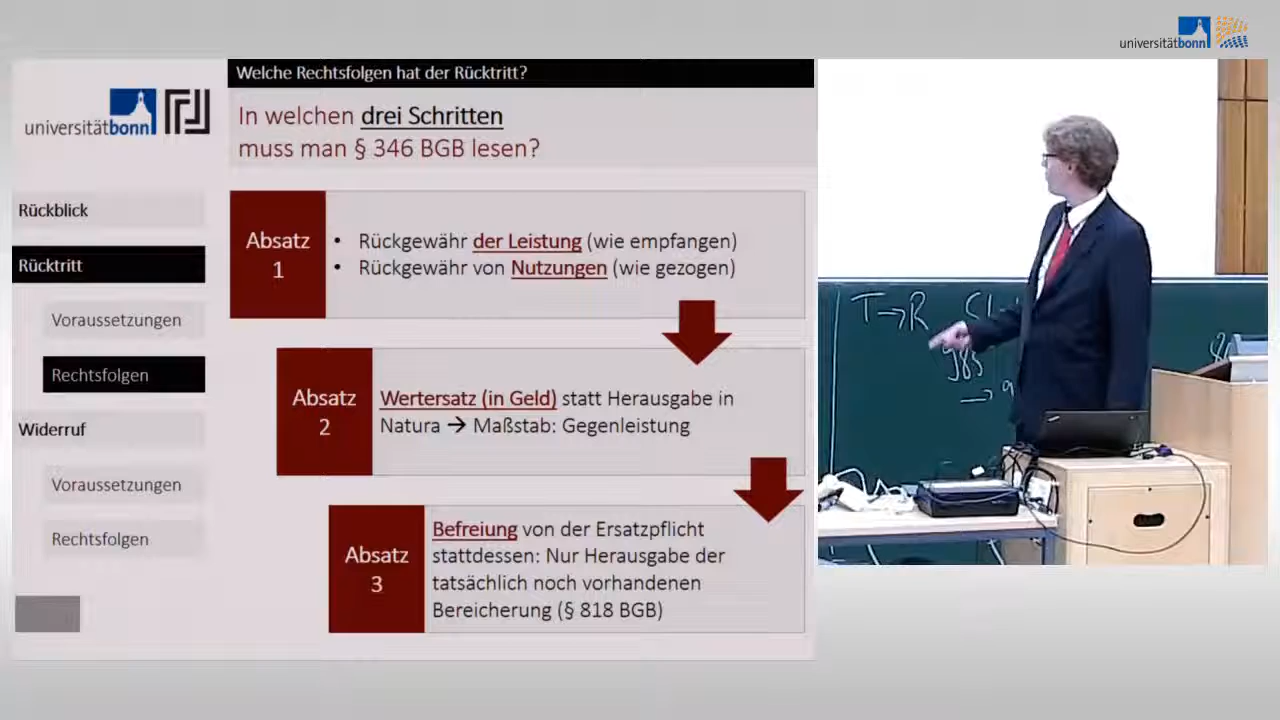 universitätbonn
universitätbonn
Rückblick
Rücktritt
Voraussetzungen
Rechtsfolgen
Widerruf
Voraussetzungen
Rechtsfolgen
Welche Rechtsfolgen hat der Rücktritt?
In welchen drei Schritten
muss man § 346 BGB lesen?
Absatz
1
• Rückgewähr der Leistung (wie empfangen)
• Rückgewähr von Nutzungen (wie gezogen)
Absatz
2
Wertersatz (in Geld) statt Herausgabe in
Natura → Maßstab: Gegenleistung
Absatz
3
Befreiung von der Ersatzpflicht
stattdessen: Nur Herausgabe der
tatsächlich noch vorhandenen
Bereicherung (§ 818 BGB)
T→R
985